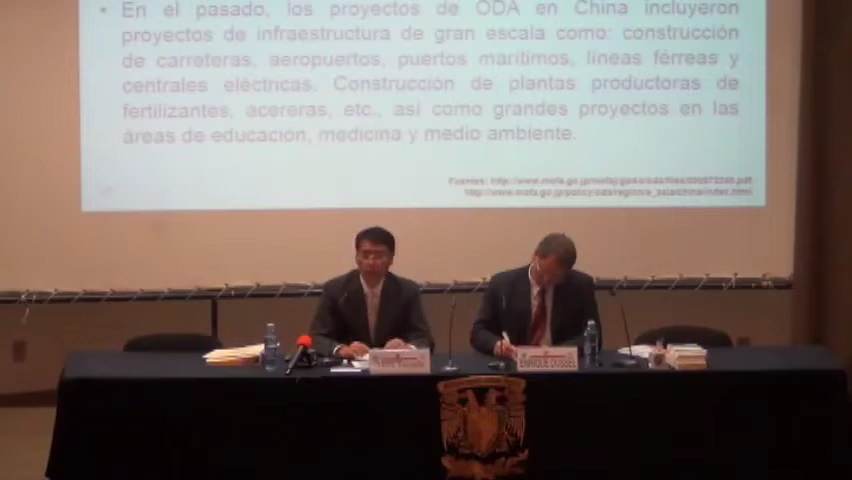 • En el pasado, los proyectos de ODA en China incluyeron
proyectos de infraestructura de gran escala como: construcción
de carreteras, aeropuertos, puertos marítimos, líneas férreas y
centrales eléctricas. Construcción de plantas productoras de
fertilizantes, acereras, etc., así como grandes proyectos en las
áreas de educación, medicina y medio ambiente.
Fuentes:
ENRIQUE DUSSEL